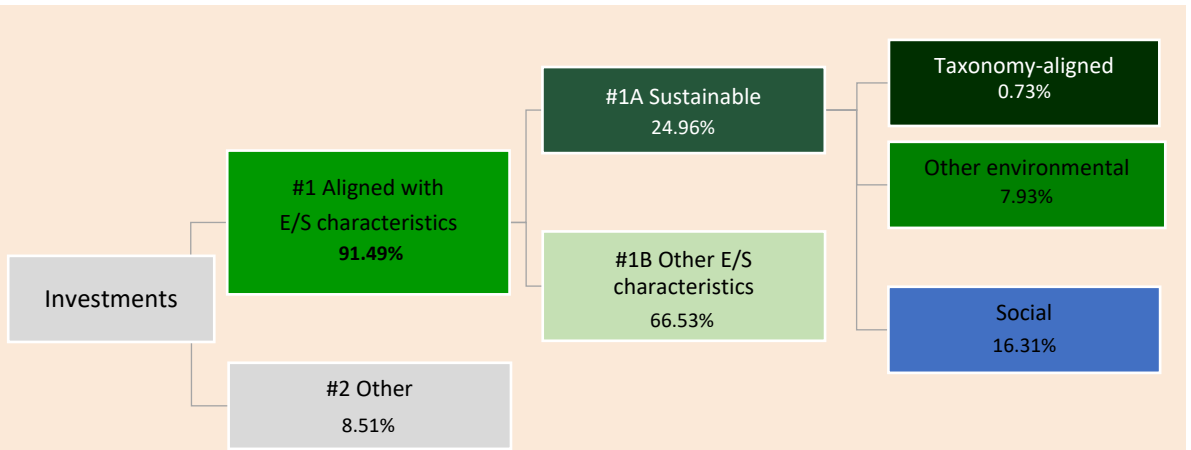 Investments
#1 Aligned with
E/S characteristics
91.49%
#2 Other
8.51%
#1A Sustainable
24.96%
#1B Other E/S
characteristics
66.53%
Taxonomy-aligned
0.73%
Other environmental
7.93%
Social
16.31%